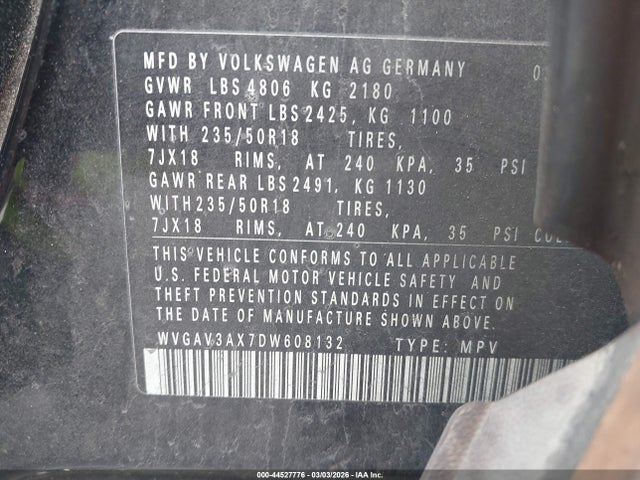 MFD BY VOLKSWAGEN AG GERMANY 0
GVWR LBS 4806 KG 2180
GAWR FRONT LBS 2425, KG 1100
WITH 235/50R18 TIRES,
7JX18 RIMS, AT 240 KPA, 35 PSI
GAWR REAR LBS 2491, KG 1130
WITH 235/50R18 TIRES,
7JX18 RIMS, AT 240 KPA, 35 PSI
THIS VEHICLE CONFORMS TO ALL APPLICABLE
U.S. FEDERAL MOTOR VEHICLE SAFETY AND
THEFT PREVENTION STANDARDS IN EFFECT ON
THE DATE OF MANUFACTURE SHOWN ABOVE.
WVGAV3AX7DW608132 TYPE: MPV
000-44527776 - 03/03/2026 - IAA Inc.